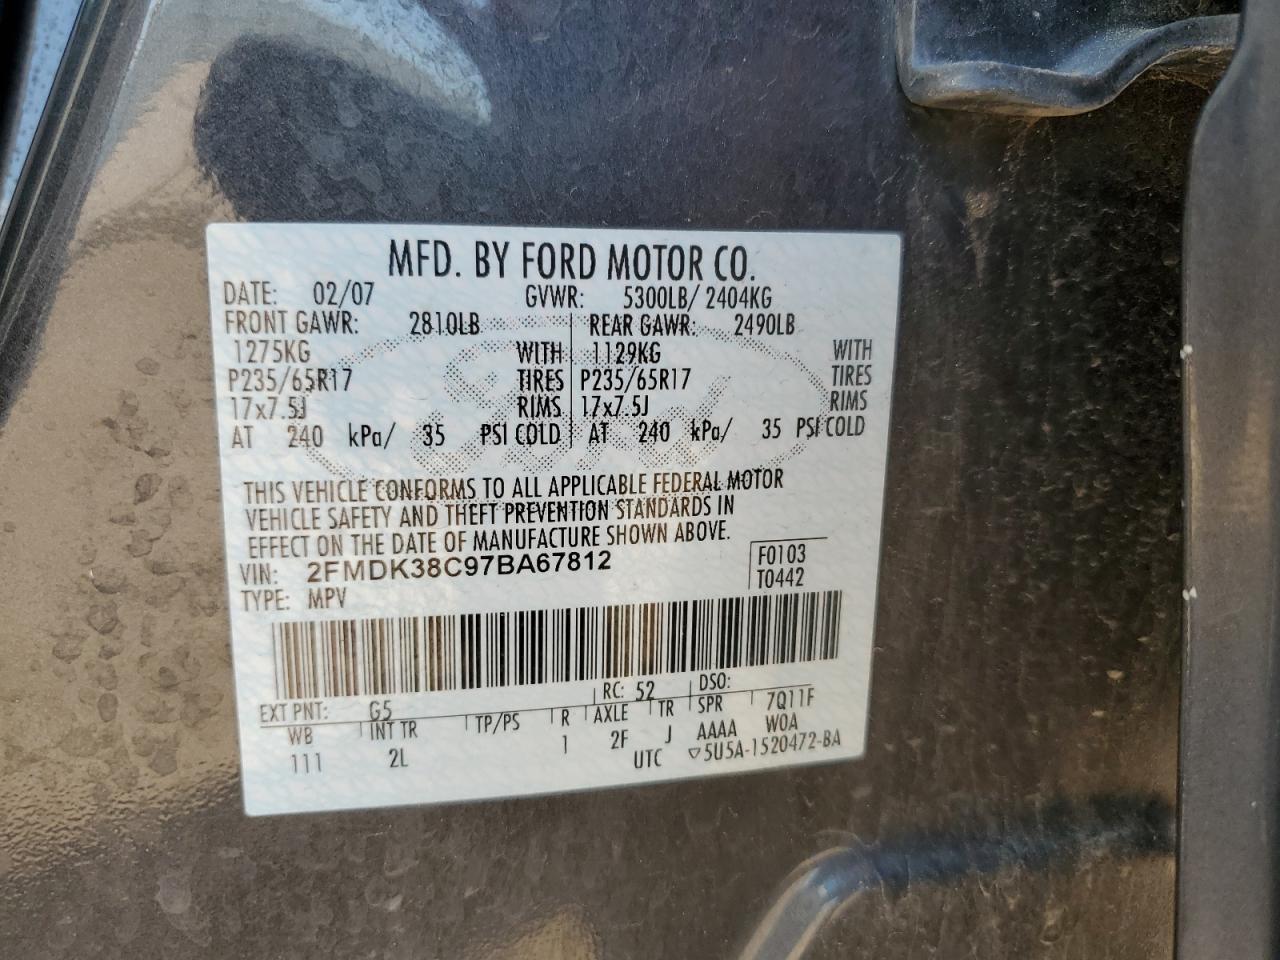 MFD. BY FORD MOTOR CO.
DATE: 02/07 GVWR: 5300LB/ 2404KG
FRONT GAWR: 2810LB REAR GAWR: 2490LB
1275KG WITH 1129KG WITH
P235/65R17 TIRES P235/65R17 TIRES
17x7.5J RIMS 17x7.5J RIMS
AT 240 kPa/ 35 PSI COLD AT 240 kPa/ 35 PSI COLD
THIS VEHICLE CONFORMS TO ALL APPLICABLE FEDERAL MOTOR
VEHICLE SAFETY AND THEFT PREVENTION STANDARDS IN
EFFECT ON THE DATE OF MANUFACTURE SHOWN ABOVE.
VIN: 2FMDK38C97BA67812 F0103
TYPE: MPV T0442
EXT PNT: G5 RC: 52 DSO:
WB INT TR TP/PS R AXLE TR SPR 7Q11F
111 2L 1 2F J AAAA WOA
UTC ▽5U5A-1520472-BA